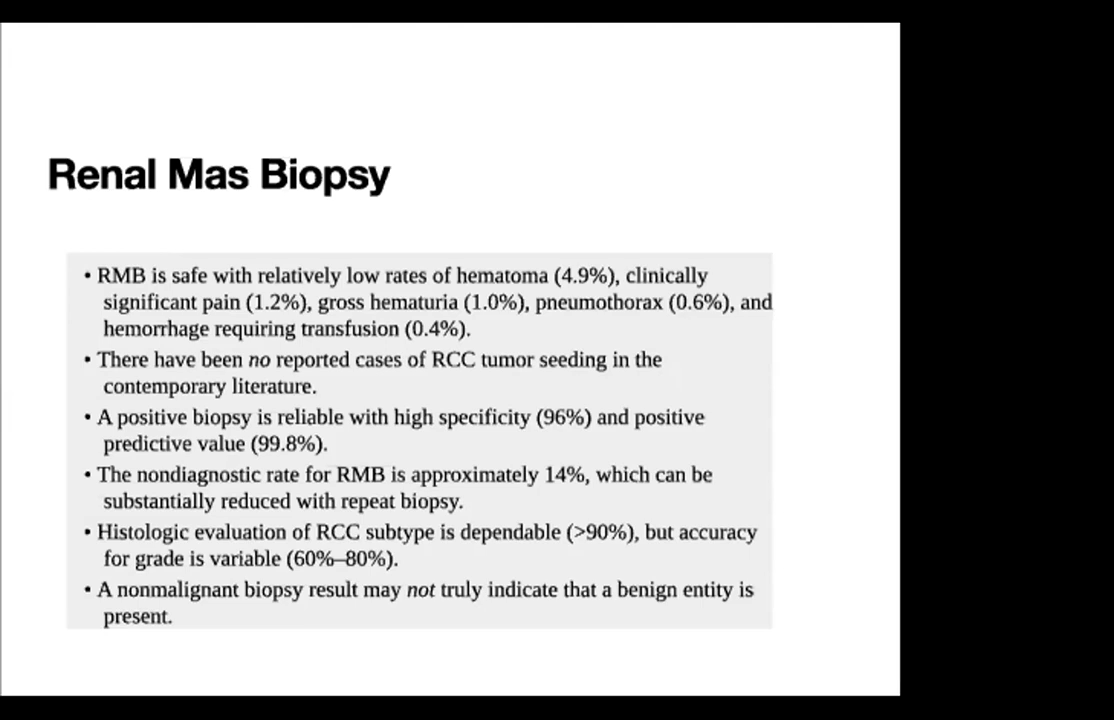 Renal Mas Biopsy
• RMB is safe with relatively low rates of hematoma (4.9%), clinically
significant pain (1.2%), gross hematuria (1.0%), pneumothorax (0.6%), and
hemorrhage requiring transfusion (0.4%).
• There have been no reported cases of RCC tumor seeding in the
contemporary literature.
• A positive biopsy is reliable with high specificity (96%) and positive
predictive value (99.8%).
• The nondiagnostic rate for RMB is approximately 14%, which can be
substantially reduced with repeat biopsy.
• Histologic evaluation of RCC subtype is dependable (>90%), but accuracy
for grade is variable (60%–80%).
• A nonmalignant biopsy result may not truly indicate that a benign entity is
present.